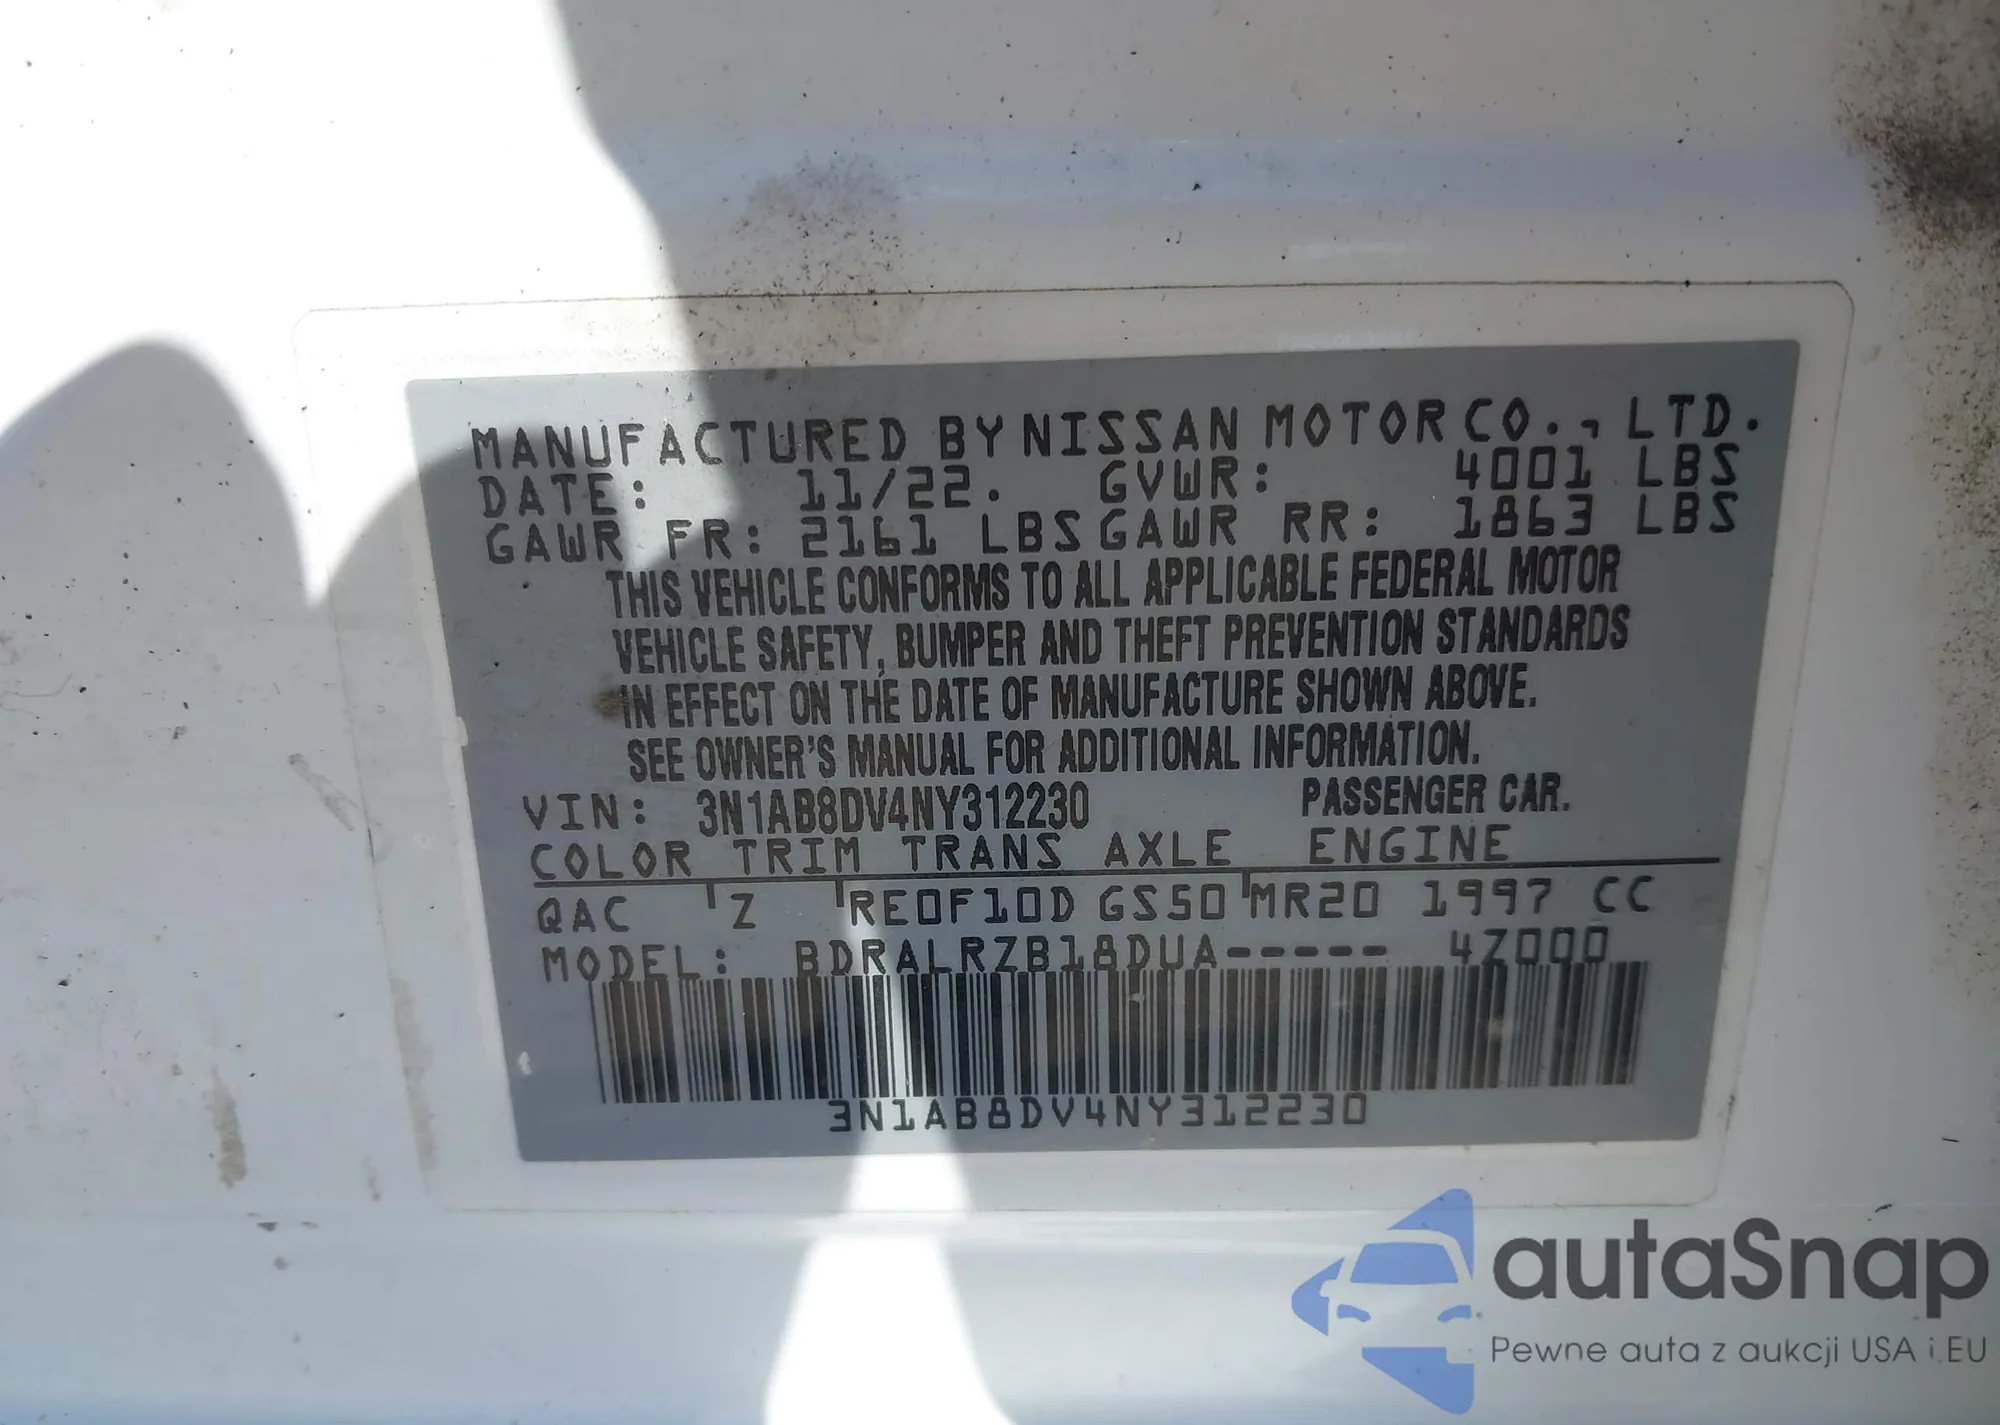 MANUFACTURED BY NISSAN MOTOR CO., LTD.
DATE: 11/22. GVWR: 4001 LBS
GAWR FR: 2161 LBS GAWR RR: 1863 LBS
THIS VEHICLE CONFORMS TO ALL APPLICABLE FEDERAL MOTOR
VEHICLE SAFETY, BUMPER AND THEFT PREVENTION STANDARDS
IN EFFECT ON THE DATE OF MANUFACTURE SHOWN ABOVE.
SEE OWNER'S MANUAL FOR ADDITIONAL INFORMATION.
VIN: 3N1AB8DV4NY312230 PASSENGER CAR.
COLOR TRIM TRANS AXLE ENGINE
QAC Z RE0F10D GS50 MR20 1997 CC
MODEL: BDRALRZB18DUA----- 4Z000
3N1AB8DV4NY312230
autaSnap
Pewne auta z aukcji USA i EU